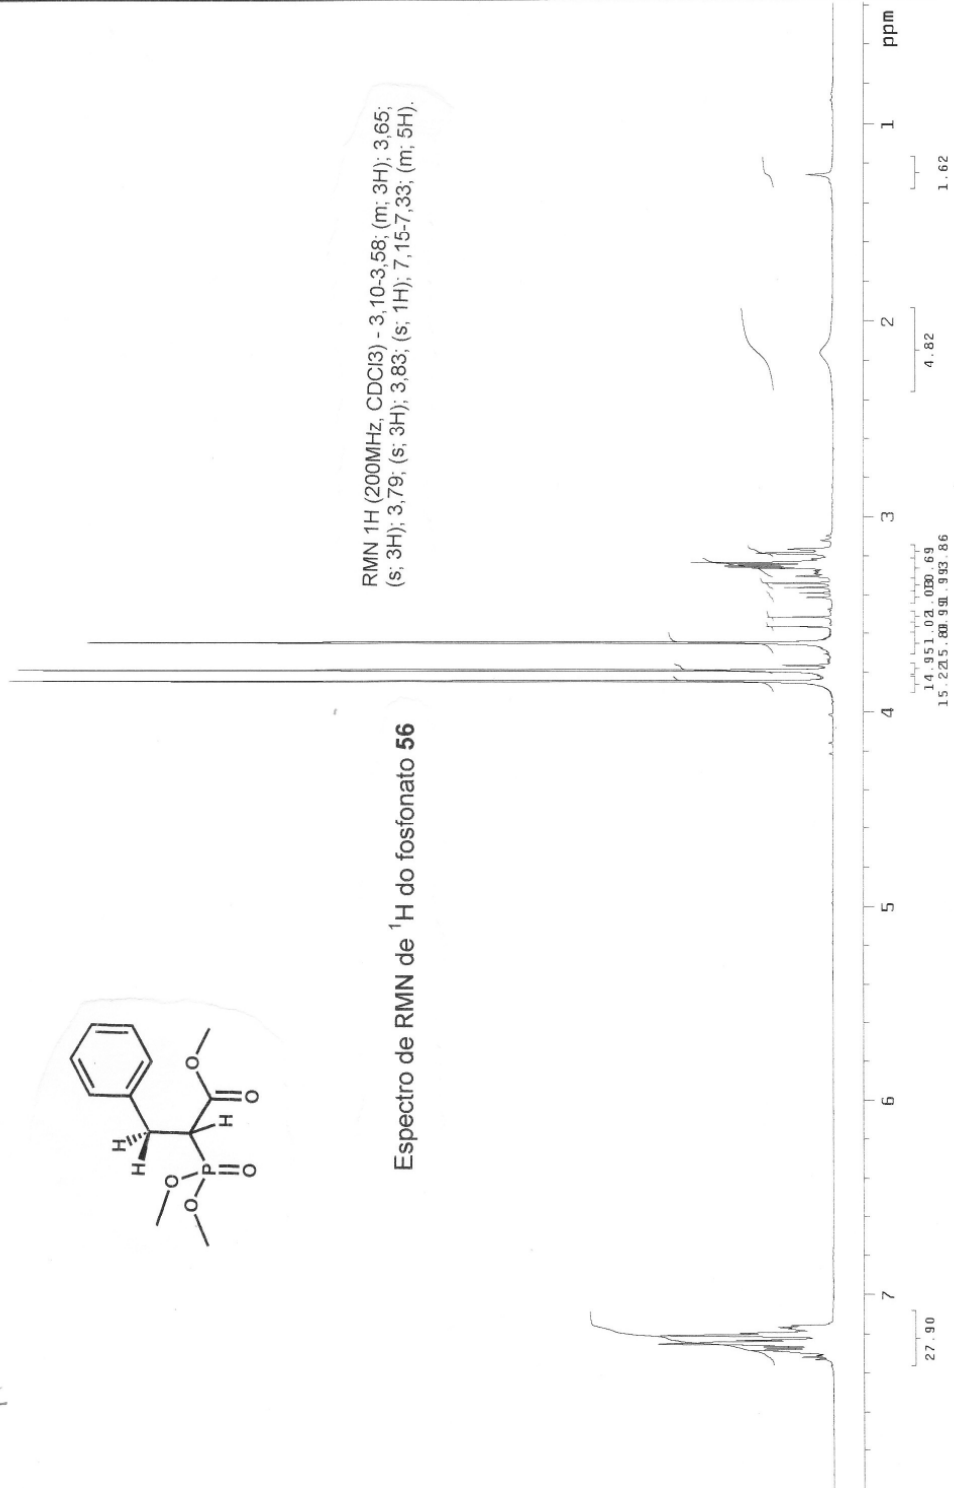 RMN 1H (200MHz, CDCl3) - 3,10-3,58; (m; 3H); 3,65;
(s; 3H); 3,79; (s; 3H); 3,83; (s; 1H); 7,15-7,33; (m; 5H).
Espectro de RMN de ¹H do fosfonato 56
H
H
H
O
O
P
O
O
O
7
6
5
4
3
2
1
ppm
27.90
4.82
1.62